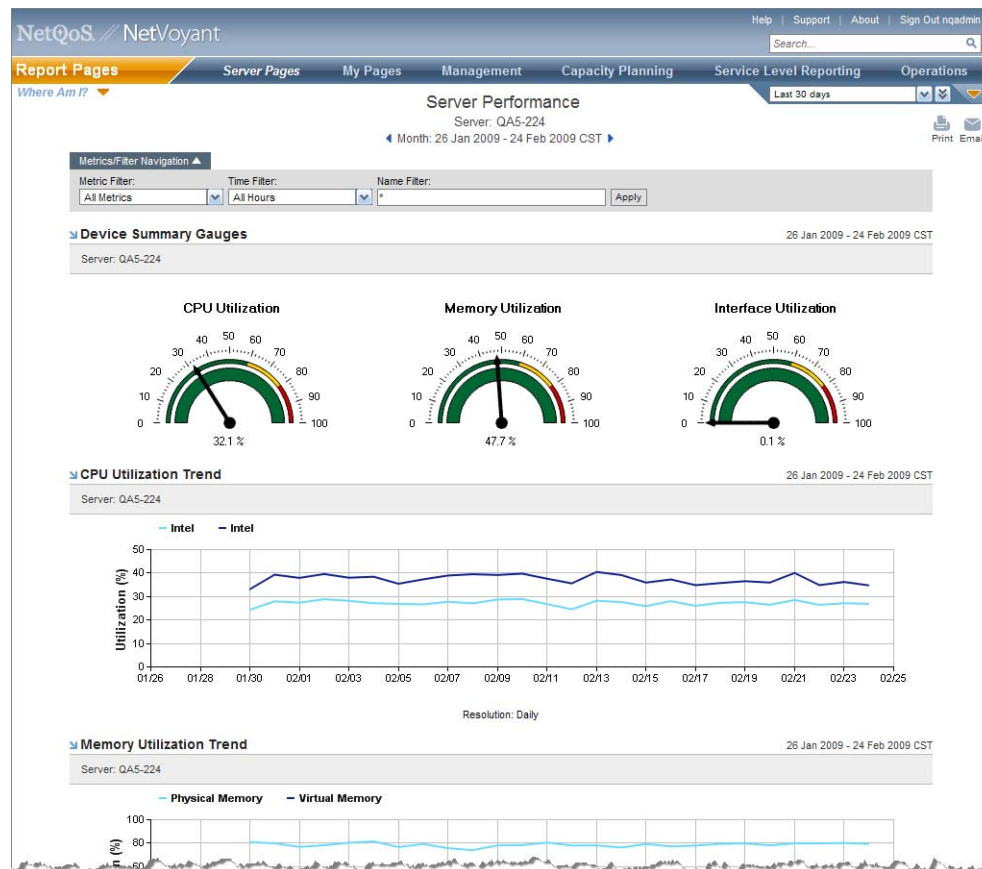 Help | Support | About | Sign Out nqadmin
NetQoS // NetVoyant
Search...
Report Pages Server Pages My Pages Management Capacity Planning Service Level Reporting Operations
Where Am I?
Last 30 days
Server Performance
Server: QA5-224
Month: 26 Jan 2009 - 24 Feb 2009 CST
Print Emai
Metrics/Filter Navigation
Metric Filter: Time Filter: Name Filter:
All Metrics All Hours * Apply
Device Summary Gauges 26 Jan 2009 - 24 Feb 2009 CST
Server: QA5-224
CPU Utilization
0 10 20 30 40 50 60 70 80 90 100
32.1 %
Memory Utilization
0 10 20 30 40 50 60 70 80 90 100
47.7 %
Interface Utilization
0 10 20 30 40 50 60 70 80 90 100
0.1 %
CPU Utilization Trend 26 Jan 2009 - 24 Feb 2009 CST
Server: QA5-224
Intel Intel
Utilization (%)
50
40
30
20
10
0
01/26 01/28 01/30 02/01 02/03 02/05 02/07 02/09 02/11 02/13 02/15 02/17 02/19 02/21 02/23 02/25
Resolution: Daily
Memory Utilization Trend 26 Jan 2009 - 24 Feb 2009 CST
Server: QA5-224
Physical Memory Virtual Memory
n (%)
100
80
60